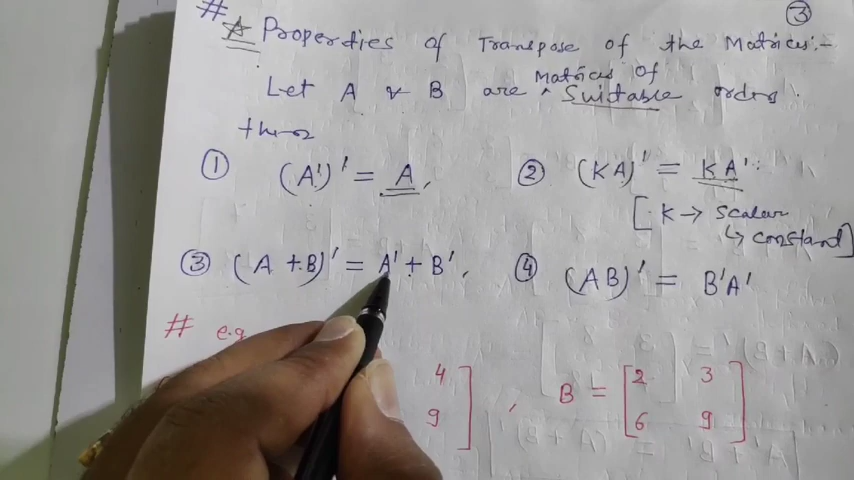 ③
# ☆ Properties of Transpose of the Matrices:-
Let A & B are ^ Matrices of Suitable orders.
then
① (A')' = A, ② (KA)' = KA':
[K → Scalar
↳ constant]
③ (A + B)' = A' + B', ④ (AB)' = B'A'
# e.g
4 ] , B = [ 2 3
9 ] 6 9 ]